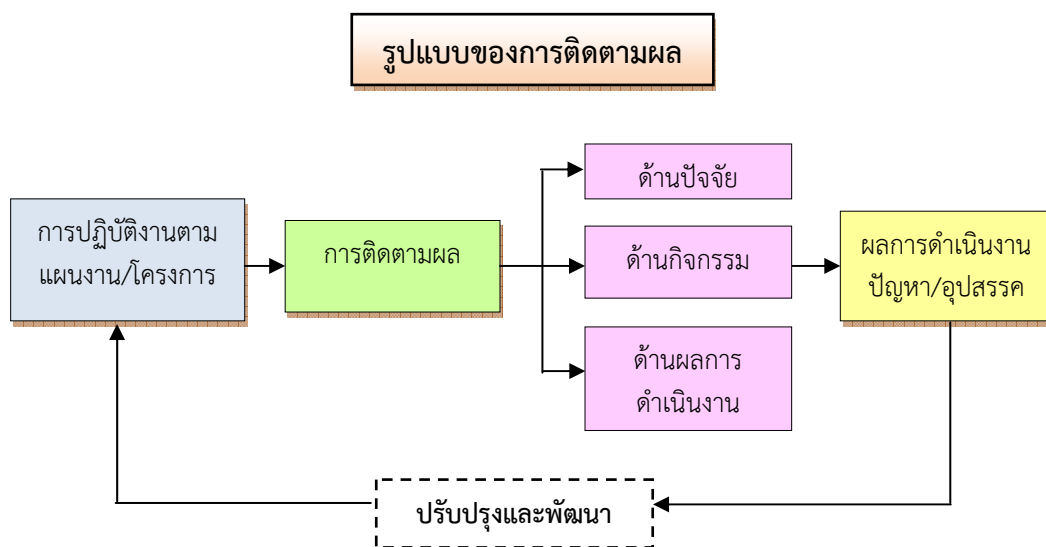 รูปแบบของการติดตามผล
การปฏิบัติงานตาม
แผนงาน/โครงการ
การติดตามผล
ด้านปัจจัย
ด้านกิจกรรม
ด้านผลการ
ดำเนินงาน
ผลการดำเนินงาน
ปัญหา/อุปสรรค
ปรับปรุงและพัฒนา